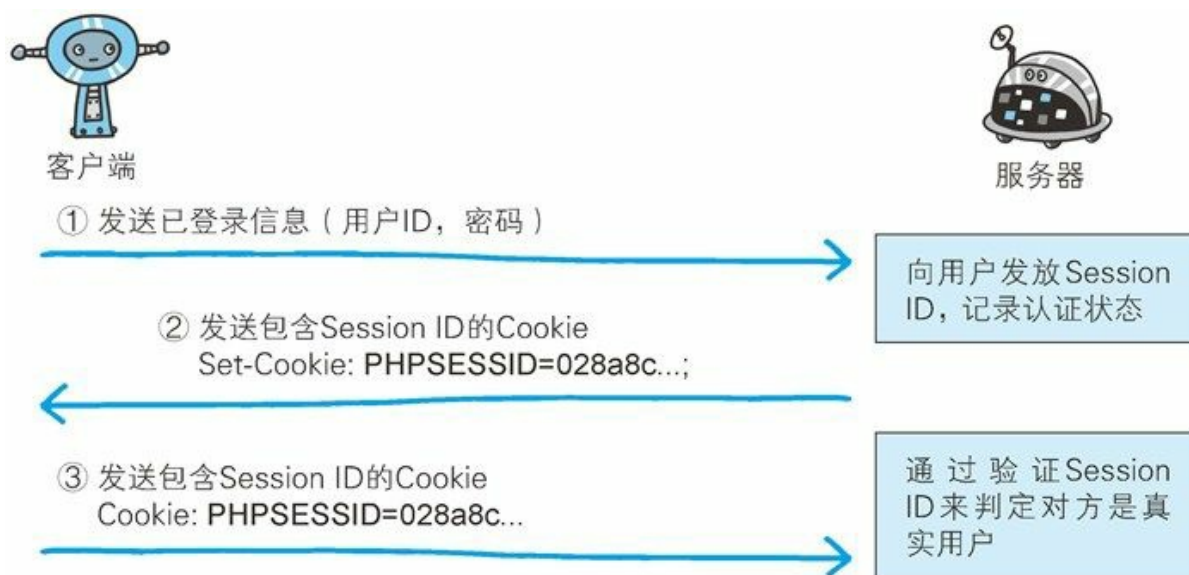 客户端
服务器
① 发送已登录信息（用户ID，密码）
向用户发放Session
ID，记录认证状态
② 发送包含Session ID的Cookie
Set-Cookie: PHPSESSID=028a8c...;
③ 发送包含Session ID的Cookie
Cookie: PHPSESSID=028a8c...
通过验证Session
ID来判定对方是真
实用户